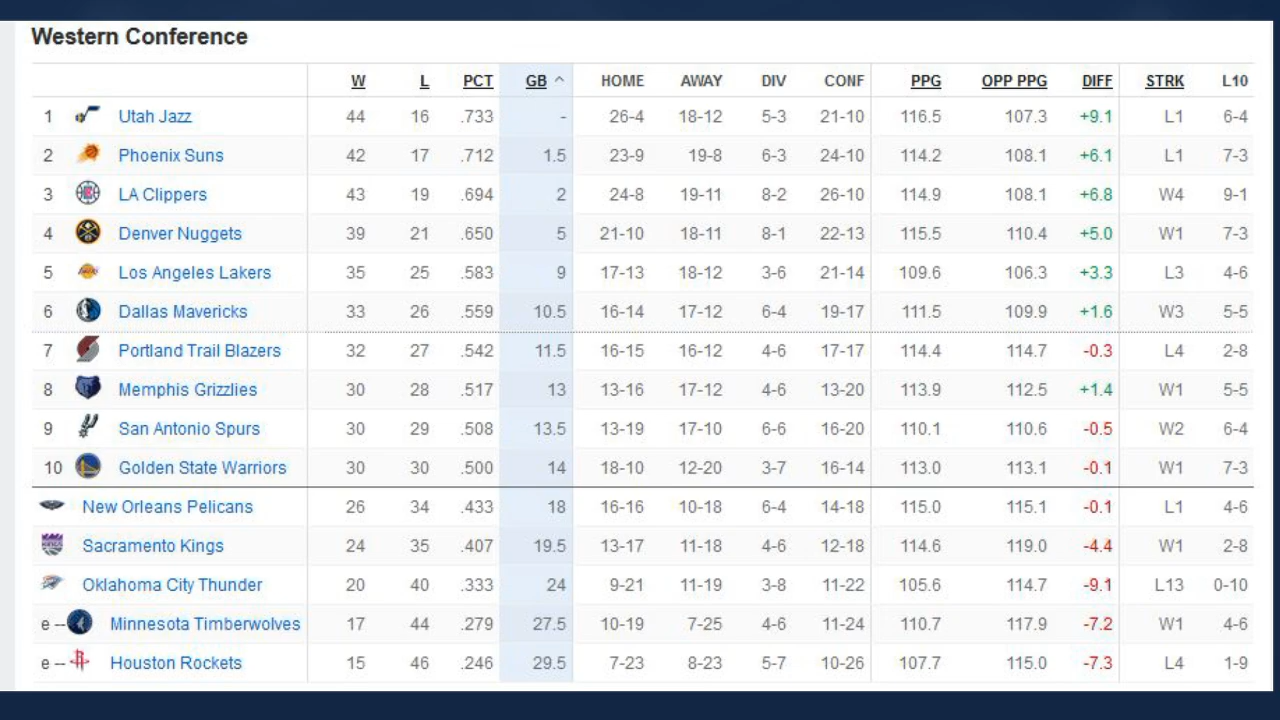 Western Conference
W L PCT GB ^ HOME AWAY DIV CONF PPG OPP PPG DIFF STRK L10
1 Utah Jazz 44 16 .733 - 26-4 18-12 5-3 21-10 116.5 107.3 +9.1 L1 6-4
2 Phoenix Suns 42 17 .712 1.5 23-9 19-8 6-3 24-10 114.2 108.1 +6.1 L1 7-3
3 LA Clippers 43 19 .694 2 24-8 19-11 8-2 26-10 114.9 108.1 +6.8 W4 9-1
4 Denver Nuggets 39 21 .650 5 21-10 18-11 8-1 22-13 115.5 110.4 +5.0 W1 7-3
5 Los Angeles Lakers 35 25 .583 9 17-13 18-12 3-6 21-14 109.6 106.3 +3.3 L3 4-6
6 Dallas Mavericks 33 26 .559 10.5 16-14 17-12 6-4 19-17 111.5 109.9 +1.6 W3 5-5
7 Portland Trail Blazers 32 27 .542 11.5 16-15 16-12 4-6 17-17 114.4 114.7 -0.3 L4 2-8
8 Memphis Grizzlies 30 28 .517 13 13-16 17-12 4-6 13-20 113.9 112.5 +1.4 W1 5-5
9 San Antonio Spurs 30 29 .508 13.5 13-19 17-10 6-6 16-20 110.1 110.6 -0.5 W2 6-4
10 Golden State Warriors 30 30 .500 14 18-10 12-20 3-7 16-14 113.0 113.1 -0.1 W1 7-3
New Orleans Pelicans 26 34 .433 18 16-16 10-18 6-4 14-18 115.0 115.1 -0.1 L1 4-6
Sacramento Kings 24 35 .407 19.5 13-17 11-18 4-6 12-18 114.6 119.0 -4.4 W1 2-8
Oklahoma City Thunder 20 40 .333 24 9-21 11-19 3-8 11-22 105.6 114.7 -9.1 L13 0-10
e -- Minnesota Timberwolves 17 44 .279 27.5 10-19 7-25 4-6 11-24 110.7 117.9 -7.2 W1 4-6
e -- Houston Rockets 15 46 .246 29.5 7-23 8-23 5-7 10-26 107.7 115.0 -7.3 L4 1-9